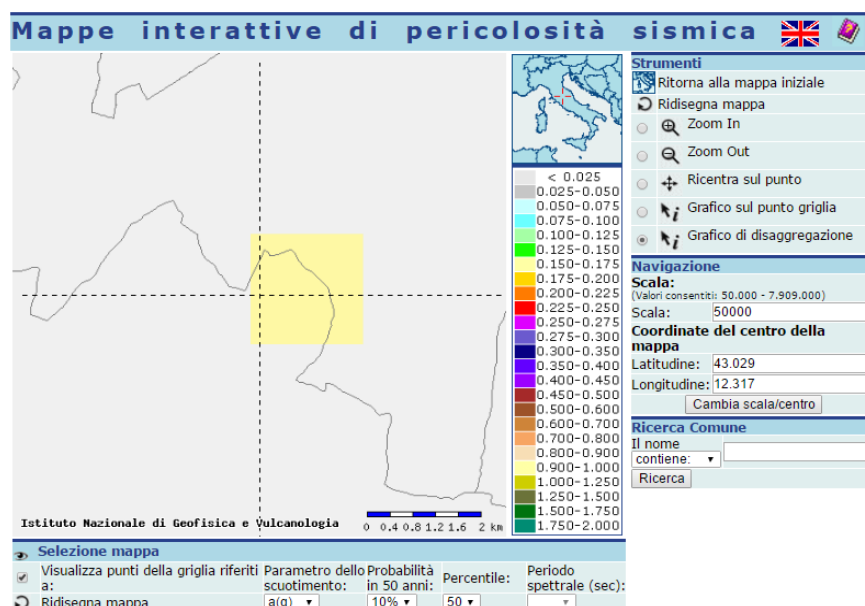 Mappe interattive di pericolosità sismica
Istituto Nazionale di Geofisica e Vulcanologia
0 0.4 0.8 1.2 1.6 2 km
< 0.025
0.025-0.050
0.050-0.075
0.075-0.100
0.100-0.125
0.125-0.150
0.150-0.175
0.175-0.200
0.200-0.225
0.225-0.250
0.250-0.275
0.275-0.300
0.300-0.350
0.350-0.400
0.400-0.450
0.450-0.500
0.500-0.600
0.600-0.700
0.700-0.800
0.800-0.900
0.900-1.000
1.000-1.250
1.250-1.500
1.500-1.750
1.750-2.000
Strumenti
Ritorna alla mappa iniziale
Ridisegna mappa
Zoom In
Zoom Out
Ricentra sul punto
Grafico sul punto griglia
Grafico di disaggregazione
Navigazione
Scala:
(Valori consentiti: 50.000 - 7.909.000)
Scala: 50000
Coordinate del centro della
mappa
Latitudine: 43.029
Longitudine: 12.317
Cambia scala/centro
Ricerca Comune
Il nome
contiene:
Ricerca
Selezione mappa
Visualizza punti della griglia riferiti a:
Parametro dello scuotimento:
Probabilità in 50 anni:
Percentile:
Periodo spettrale (sec):
Ridisegna mappa a(g) 10% 50